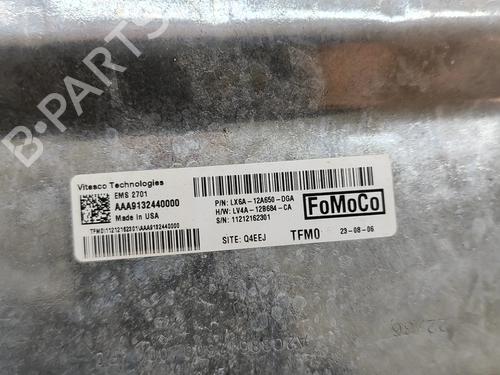 B-PARTS
Vitesco Technologies
EMS 2701
AAA9132440000
Made in USA
TFM011212162301AAA9132440000
P/N: LX6A-12A650-DGA
H/W: LV4A-12B684-CA
S/N: 11212162301
FoMoCo
SITE: Q4EEJ
TFM0
23-08-06